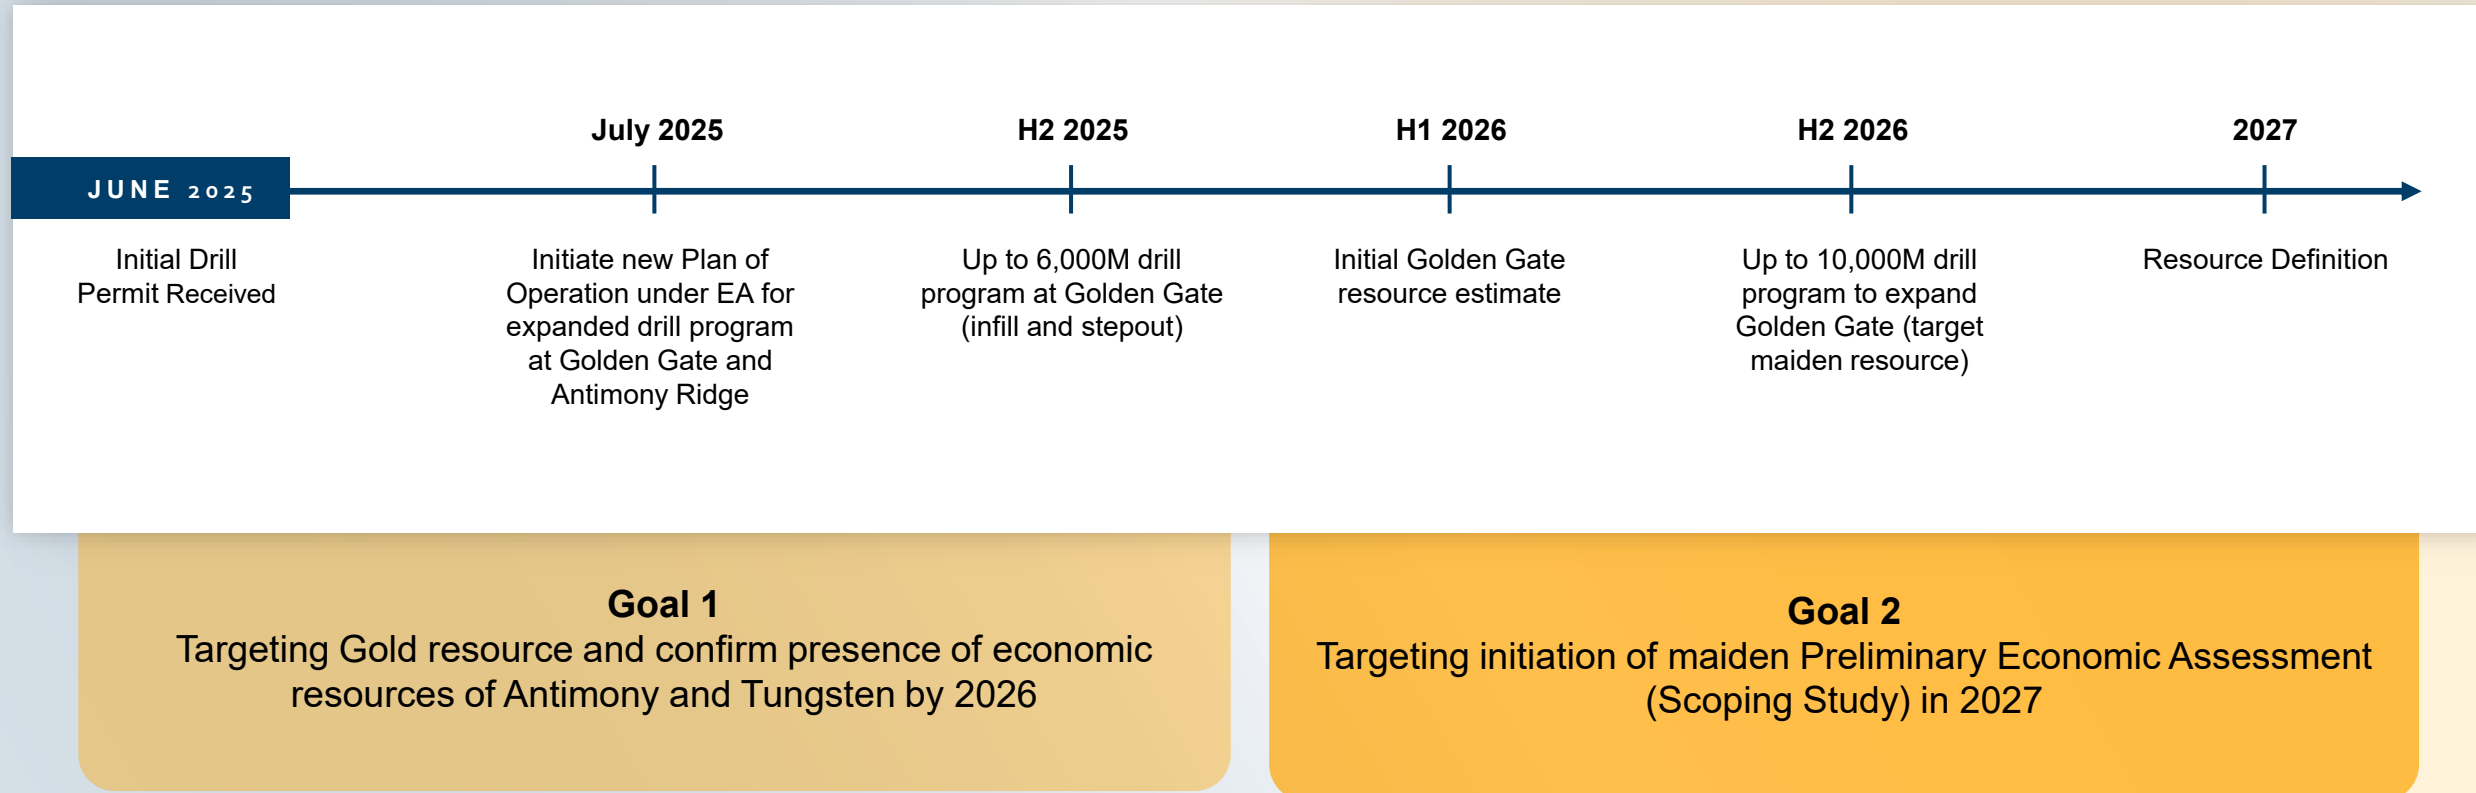 JUNE 2025
Initial Drill
Permit Received
July 2025
Initiate new Plan of
Operation under EA for
expanded drill program
at Golden Gate and
Antimony Ridge
H2 2025
Up to 6,000M drill
program at Golden Gate
(infill and stepout)
H1 2026
Initial Golden Gate
resource estimate
H2 2026
Up to 10,000M drill
program to expand
Golden Gate (target
maiden resource)
2027
Resource Definition
Goal 1
Targeting Gold resource and confirm presence of economic
resources of Antimony and Tungsten by 2026
Goal 2
Targeting initiation of maiden Preliminary Economic Assessment
(Scoping Study) in 2027